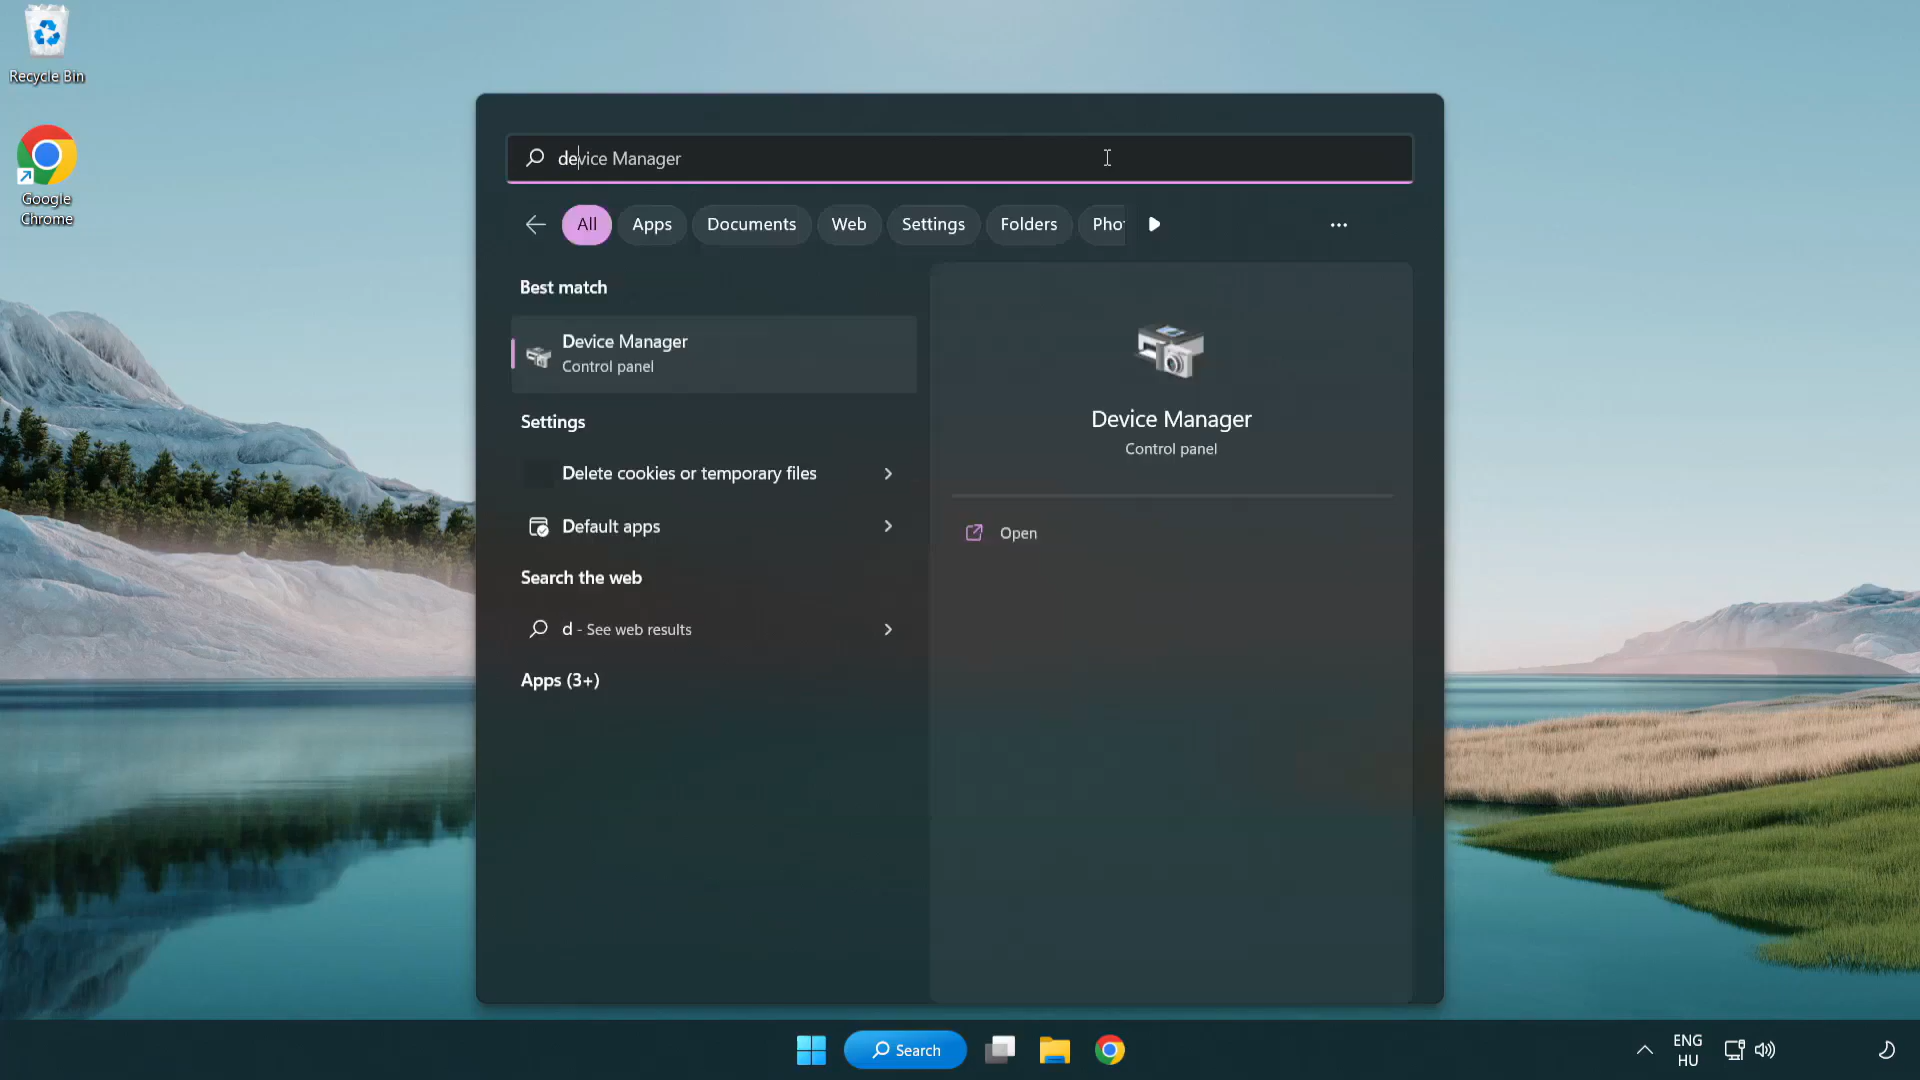 Recycle Bin
Google
Chrome
device Manager
All
Apps
Documents
Web
Settings
Folders
Pho
Best match
Device Manager
Control panel
Settings
Delete cookies or temporary files
Default apps
Search the web
d - See web results
Apps (3+)
Device Manager
Control panel
Open
Search
ENG
HU